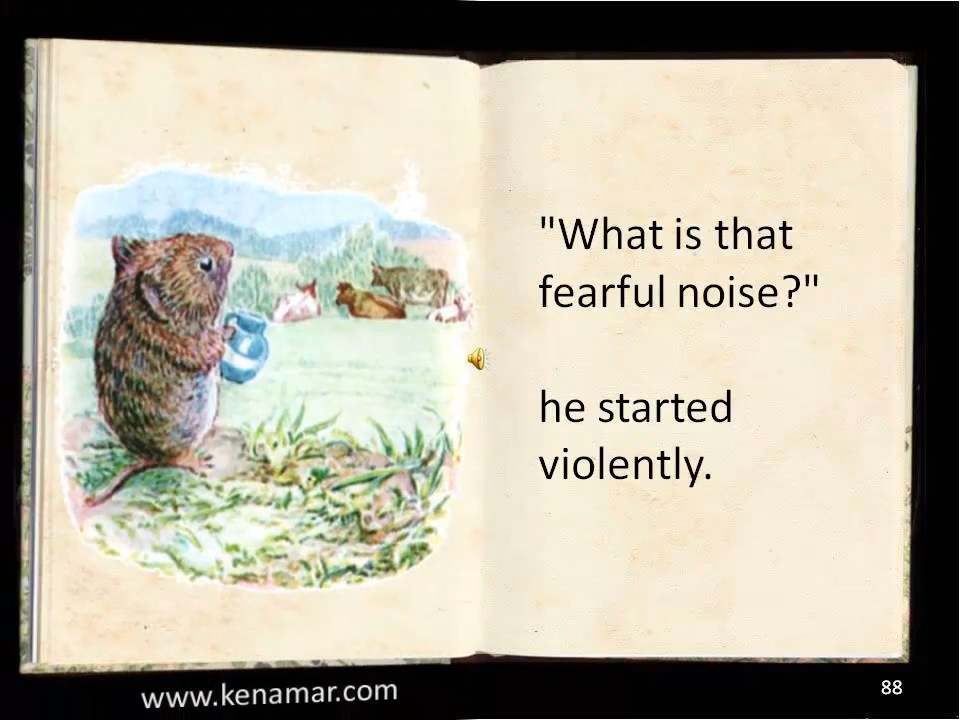 "What is that
fearful noise?"
he started
violently.
www.kenamar.com
88